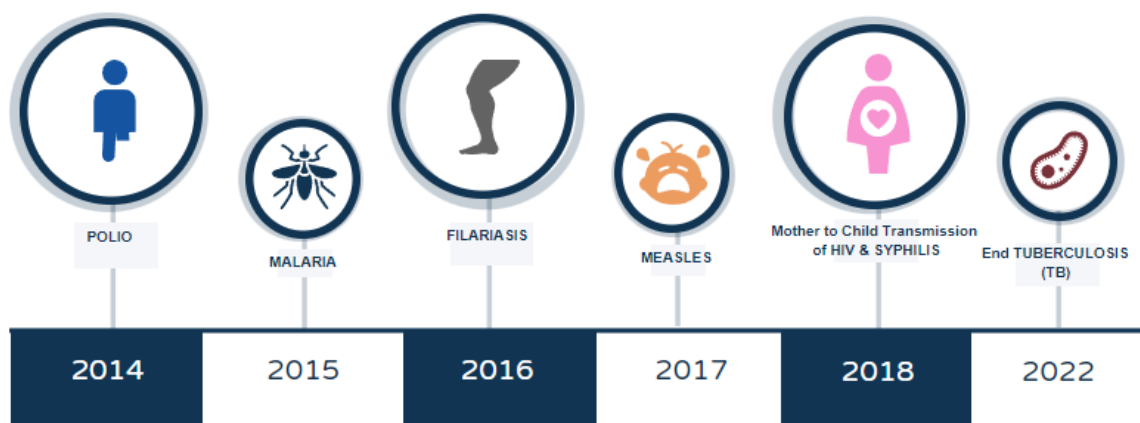 POLIO
MALARIA
FILARIASIS
MEASLES
Mother to Child Transmission
of HIV & SYPHILIS
End TUBERCULOSIS
(TB)
2014
2015
2016
2017
2018
2022